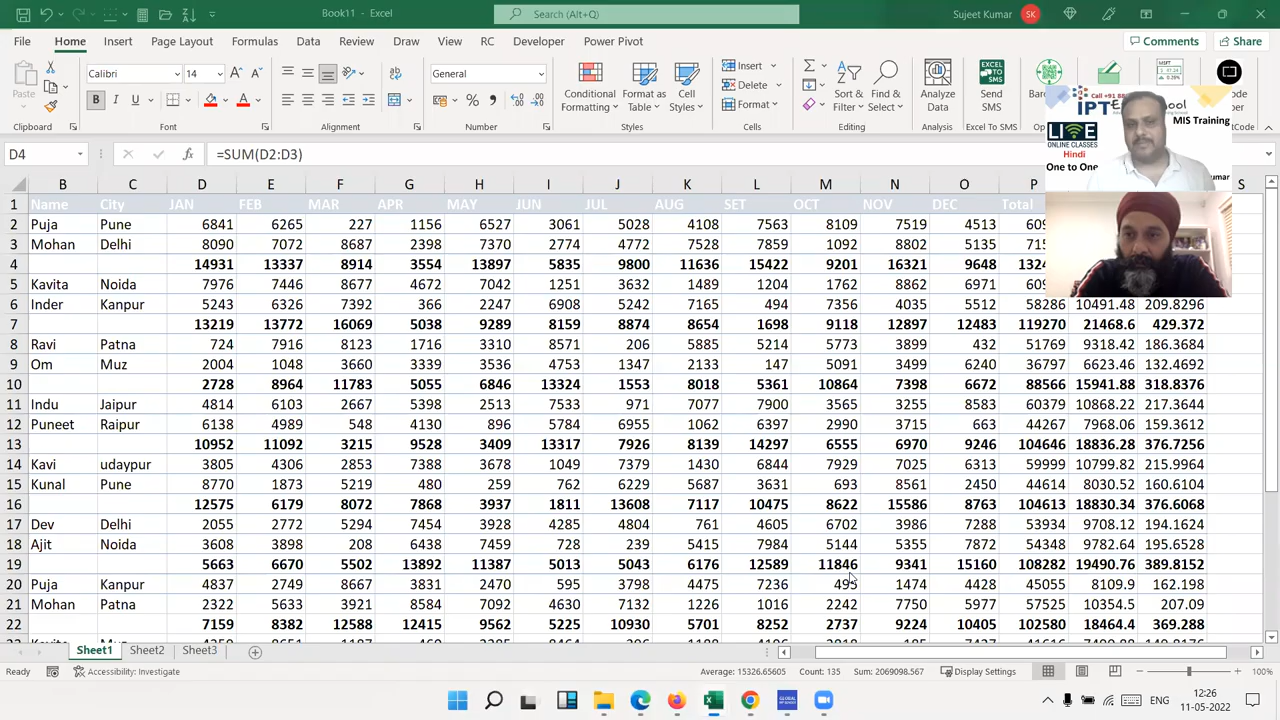 Book11 - Excel
Search (Alt+Q)
Sujeet Kumar SK
File Home Insert Page Layout Formulas Data Review View Draw View RC Developer Power Pivot
Comments Share
Paste
Calibri 14
B I U
General
Conditional Formatting
Format as Table
Cell Styles
Insert
Delete
Format
Sort & Filter
Find & Select
Analyze Data
Send SMS
Clipboard Font Alignment Number Styles Cells Editing Analysis Excel To SMS
LIVE
ONLINE CLASSES
Hindi
One to One
MIS Training
D4 =SUM(D2:D3)
B C D E F G H I J K L M N O P S
1 Name City JAN FEB MAR APR MAY JUN JUL AUG SET OCT NOV DEC Total
2 Puja Pune 6841 6265 227 1156 6527 3061 5028 4108 7563 8109 7519 4513
3 Mohan Delhi 8090 7072 8687 2398 7370 2774 4772 7528 7859 1092 8802 5135
4 14931 13337 8914 3554 13897 5835 9800 11636 15422 9201 16321 9648
5 Kavita Noida 7976 7446 8677 4672 7042 1251 3632 1489 1204 1762 8862 6971
6 Inder Kanpur 5243 6326 7392 366 2247 6908 5242 7165 494 7356 4035 5512 58286 10491.48 209.8296
7 13219 13772 16069 5038 9289 8159 8874 8654 1698 9118 12897 12483 119270 21468.6 429.372
8 Ravi Patna 724 7916 8123 1716 3310 8571 206 5885 5214 5773 3899 432 51769 9318.42 186.3684
9 Om Muz 2004 1048 3660 3339 3536 4753 1347 2133 147 5091 3499 6240 36797 6623.46 132.4692
10 2728 8964 11783 5055 6846 13324 1553 8018 5361 10864 7398 6672 88566 15941.88 318.8376
11 Indu Jaipur 4814 6103 2667 5398 2513 7533 971 7077 7900 3565 3255 8583 60379 10868.22 217.3644
12 Puneet Raipur 6138 4989 548 4130 896 5784 6955 1062 6397 2990 3715 663 44267 7968.06 159.3612
13 10952 11092 3215 9528 3409 13317 7926 8139 14297 6555 6970 9246 104646 18836.28 376.7256
14 Kavi udaypur 3805 4306 2853 7388 3678 1049 7379 1430 6844 7929 7025 6313 59999 10799.82 215.9964
15 Kunal Pune 8770 1873 5219 480 259 762 6229 5687 3631 693 8561 2450 44614 8030.52 160.6104
16 12575 6179 8072 7868 3937 1811 13608 7117 10475 8622 15586 8763 104613 18830.34 376.6068
17 Dev Delhi 2055 2772 5294 7454 3928 4285 4804 761 4605 6702 3986 7288 53934 9708.12 194.1624
18 Ajit Noida 3608 3898 208 6438 7459 728 239 5415 7984 5144 5355 7872 54348 9782.64 195.6528
19 5663 6670 5502 13892 11387 5013 5043 6176 12589 11846 9341 15160 108282 19490.76 389.8152
20 Puja Kanpur 4837 2749 8667 3831 2470 595 3798 4475 7236 1474 4428 45055 8109.9 162.198
21 Mohan Patna 2322 5633 3921 8584 7092 4630 7132 1226 1016 2242 7750 5977 57525 10354.5 207.09
22 7159 8382 12588 12415 9562 5225 10930 5701 8252 2737 9224 10405 102580 18464.4 369.288
Sheet1 Sheet2 Sheet3
Ready Accessibility: Investigate Average: 15326.65605 Count: 135 Sum: 2069098.567 Display Settings 100%
ENG 12:26
11-05-2022